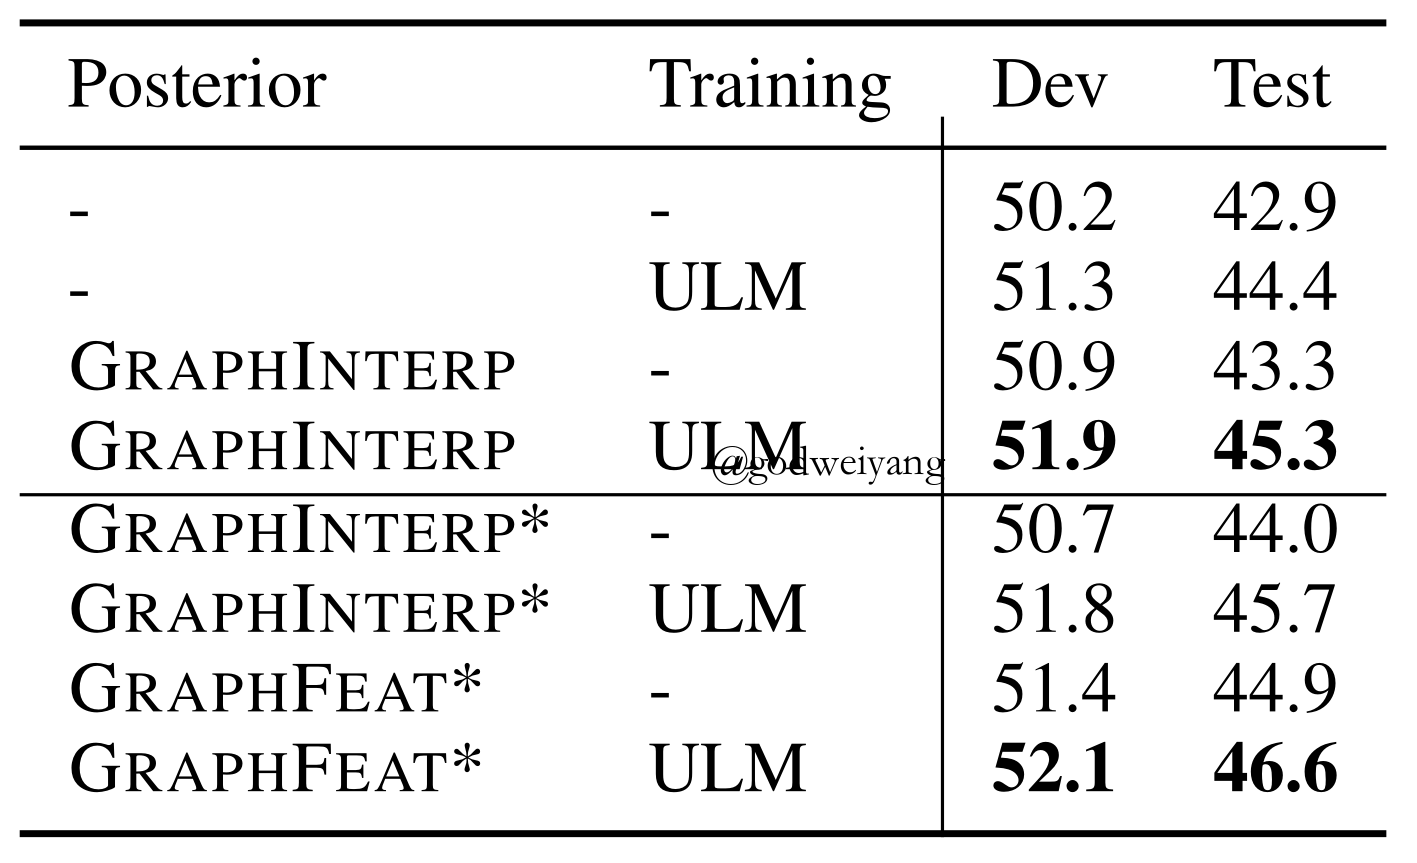 Posterior Training Dev Test
- - 50.2 42.9
- ULM 51.3 44.4
GRAPHINTERP - 50.9 43.3
GRAPHINTERP ULM 51.9 45.3
@godweiyang
GRAPHINTERP* - 50.7 44.0
GRAPHINTERP* ULM 51.8 45.7
GRAPHFEAT* - 51.4 44.9
GRAPHFEAT* ULM 52.1 46.6